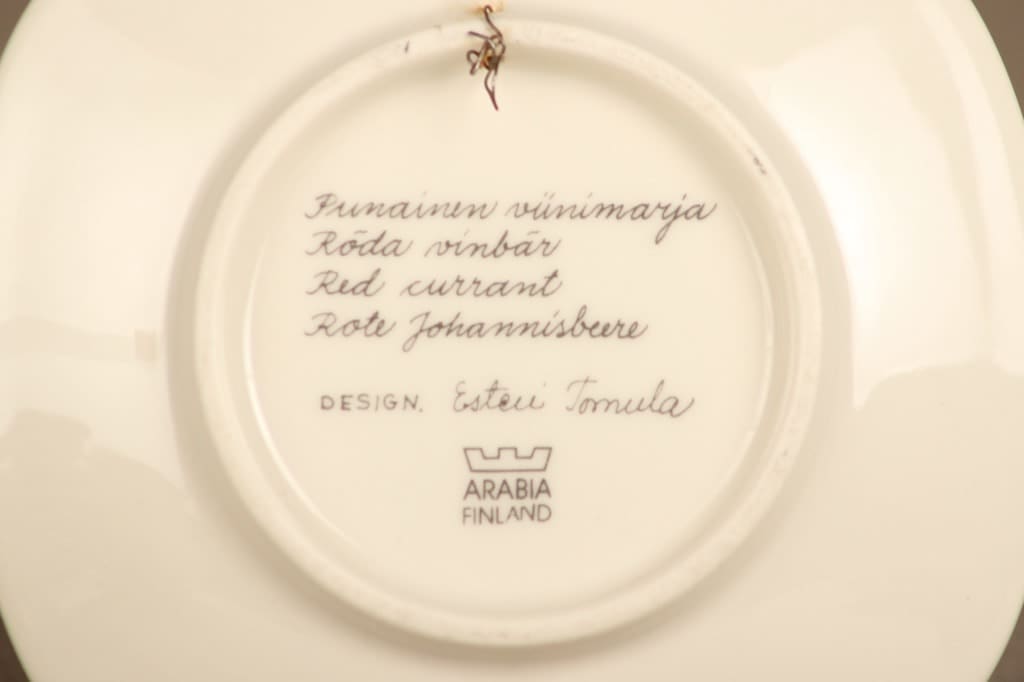 Punainen viinimarja
Röda vinbär
Red currant
Rote Johannisbeere
DESIGN. Esteri Tomula
ARABIA
FINLAND